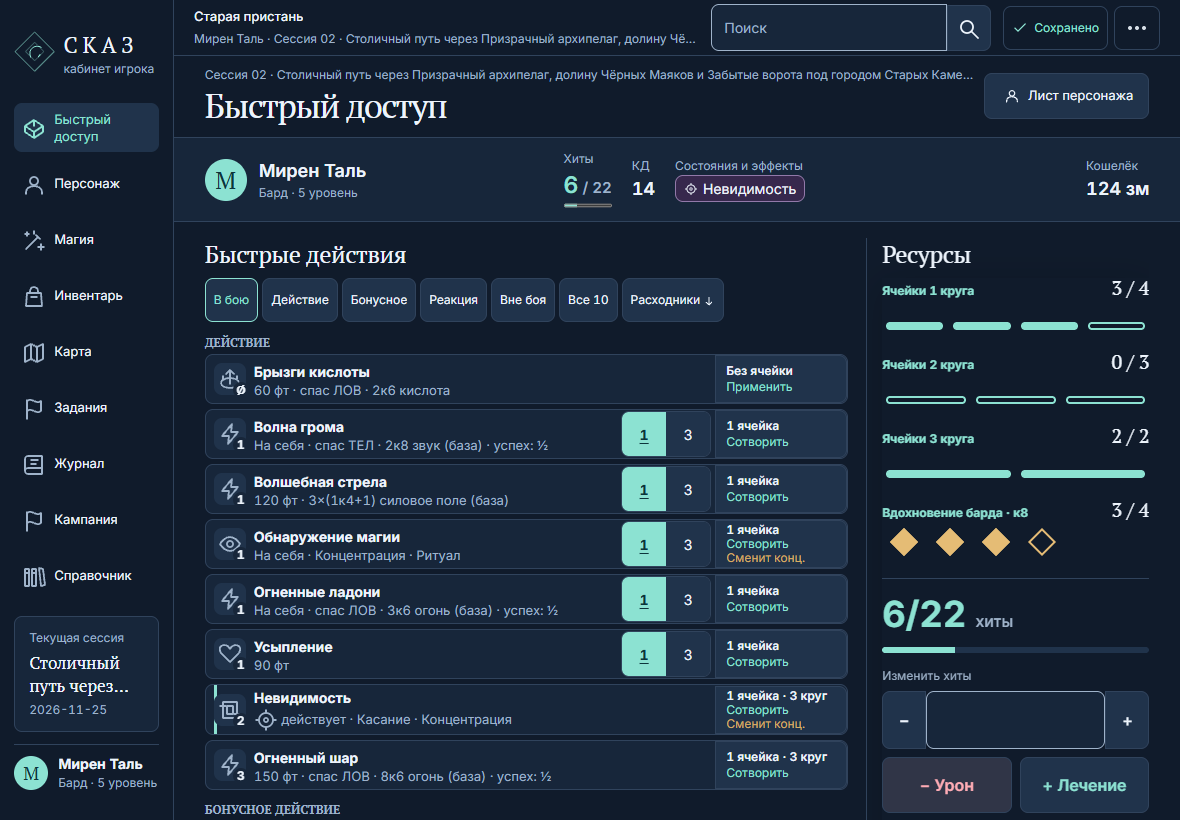 СКАЗ
кабинет игрока
Быстрый
доступ
Персонаж
Магия
Инвентарь
Карта
Задания
Журнал
Кампания
Справочник
Текущая сессия
Столичный
путь через...
2026-11-25
М
Мирен Таль
Бард · 5 уровень
Старая пристань
Мирен Таль · Сессия 02 · Столичный путь через Призрачный архипелаг, долину Чё...
Поиск
Сохранено
Сессия 02 · Столичный путь через Призрачный архипелаг, долину Чёрных Маяков и Забытые ворота под городом Старых Каме...
Быстрый доступ
Лист персонажа
М
Мирен Таль
Бард · 5 уровень
Хиты
6 / 22
КД
14
Состояния и эффекты
Невидимость
Кошелёк
124 зм
Быстрые действия
В бою
Действие
Бонусное
Реакция
Вне боя
Все 10
Расходники ↓
ДЕЙСТВИЕ
Ø
Брызги кислоты
60 фт · спас ЛОВ · 2к6 кислота
Без ячейки
Применить
1
Волна грома
На себя · спас ТЕЛ · 2к8 звук (база) · успех: ½
1
3
1 ячейка
Сотворить
1
Волшебная стрела
120 фт · 3×(1к4+1) силовое поле (база)
1
3
1 ячейка
Сотворить
1
Обнаружение магии
На себя · Концентрация · Ритуал
1
3
1 ячейка
Сотворить
Сменит конц.
1
Огненные ладони
На себя · спас ЛОВ · 3к6 огонь (база) · успех: ½
1
3
1 ячейка
Сотворить
1
Усыпление
90 фт
1
3
1 ячейка
Сотворить
2
Невидимость
действует · Касание · Концентрация
1 ячейка · 3 круг
Сотворить
Сменит конц.
3
Огненный шар
150 фт · спас ЛОВ · 8к6 огонь (база) · успех: ½
1 ячейка · 3 круг
Сотворить
БОНУСНОЕ ДЕЙСТВИЕ
Ресурсы
Ячейки 1 круга
3 / 4
Ячейки 2 круга
0 / 3
Ячейки 3 круга
2 / 2
Вдохновение барда · к8
3 / 4
6/22 хиты
Изменить хиты
−
+
− Урон
+ Лечение